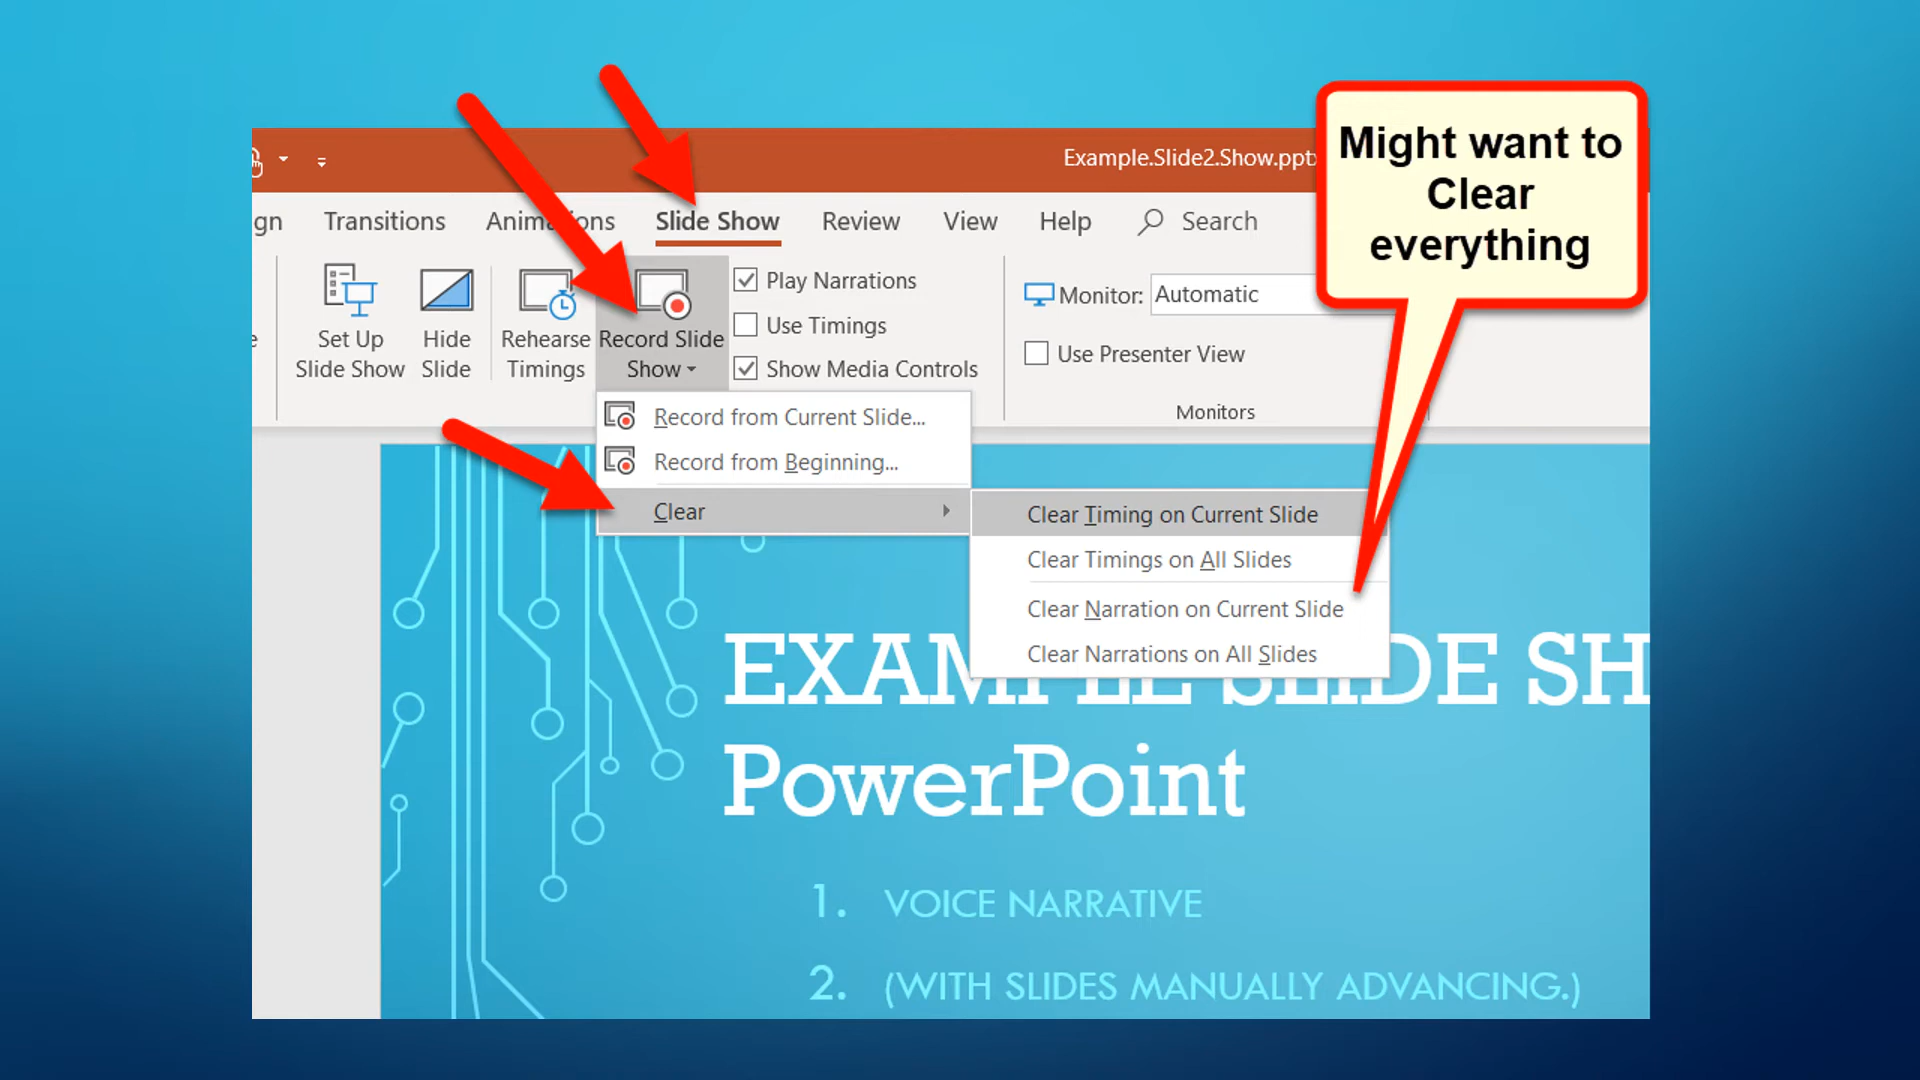 Might want to
Clear
everything
Example.Slide2.Show.pptx
gn Transitions Animations Slide Show Review View Help Search
Set Up
Slide Show
Hide
Slide
Rehearse
Timings
Record Slide
Show
Play Narrations
Use Timings
Show Media Controls
Monitor: Automatic
Use Presenter View
Monitors
Record from Current Slide...
Record from Beginning...
Clear
Clear Timing on Current Slide
Clear Timings on All Slides
Clear Narration on Current Slide
Clear Narrations on All Slides
EXAMPLE SLIDE SH
PowerPoint
1. VOICE NARRATIVE
2. (WITH SLIDES MANUALLY ADVANCING.)